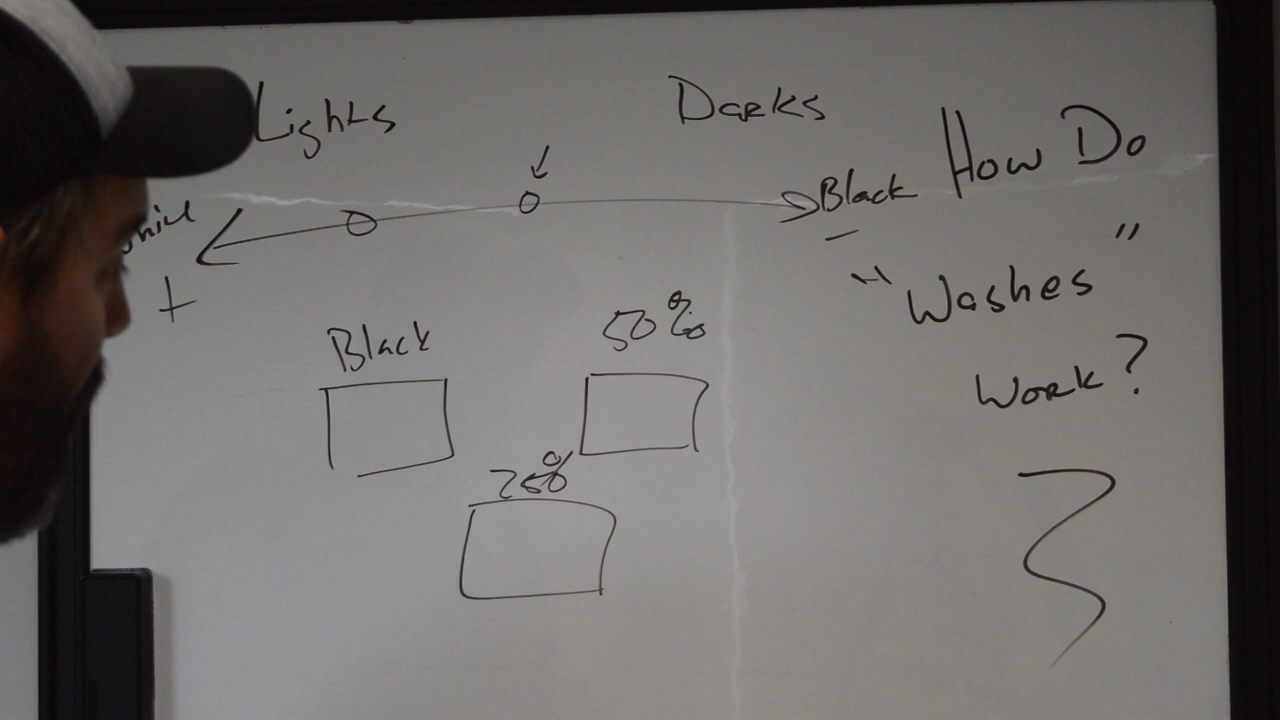 Lights
Darks
Black
How Do
"Washes"
Work?
+
-
Black
50%
25%